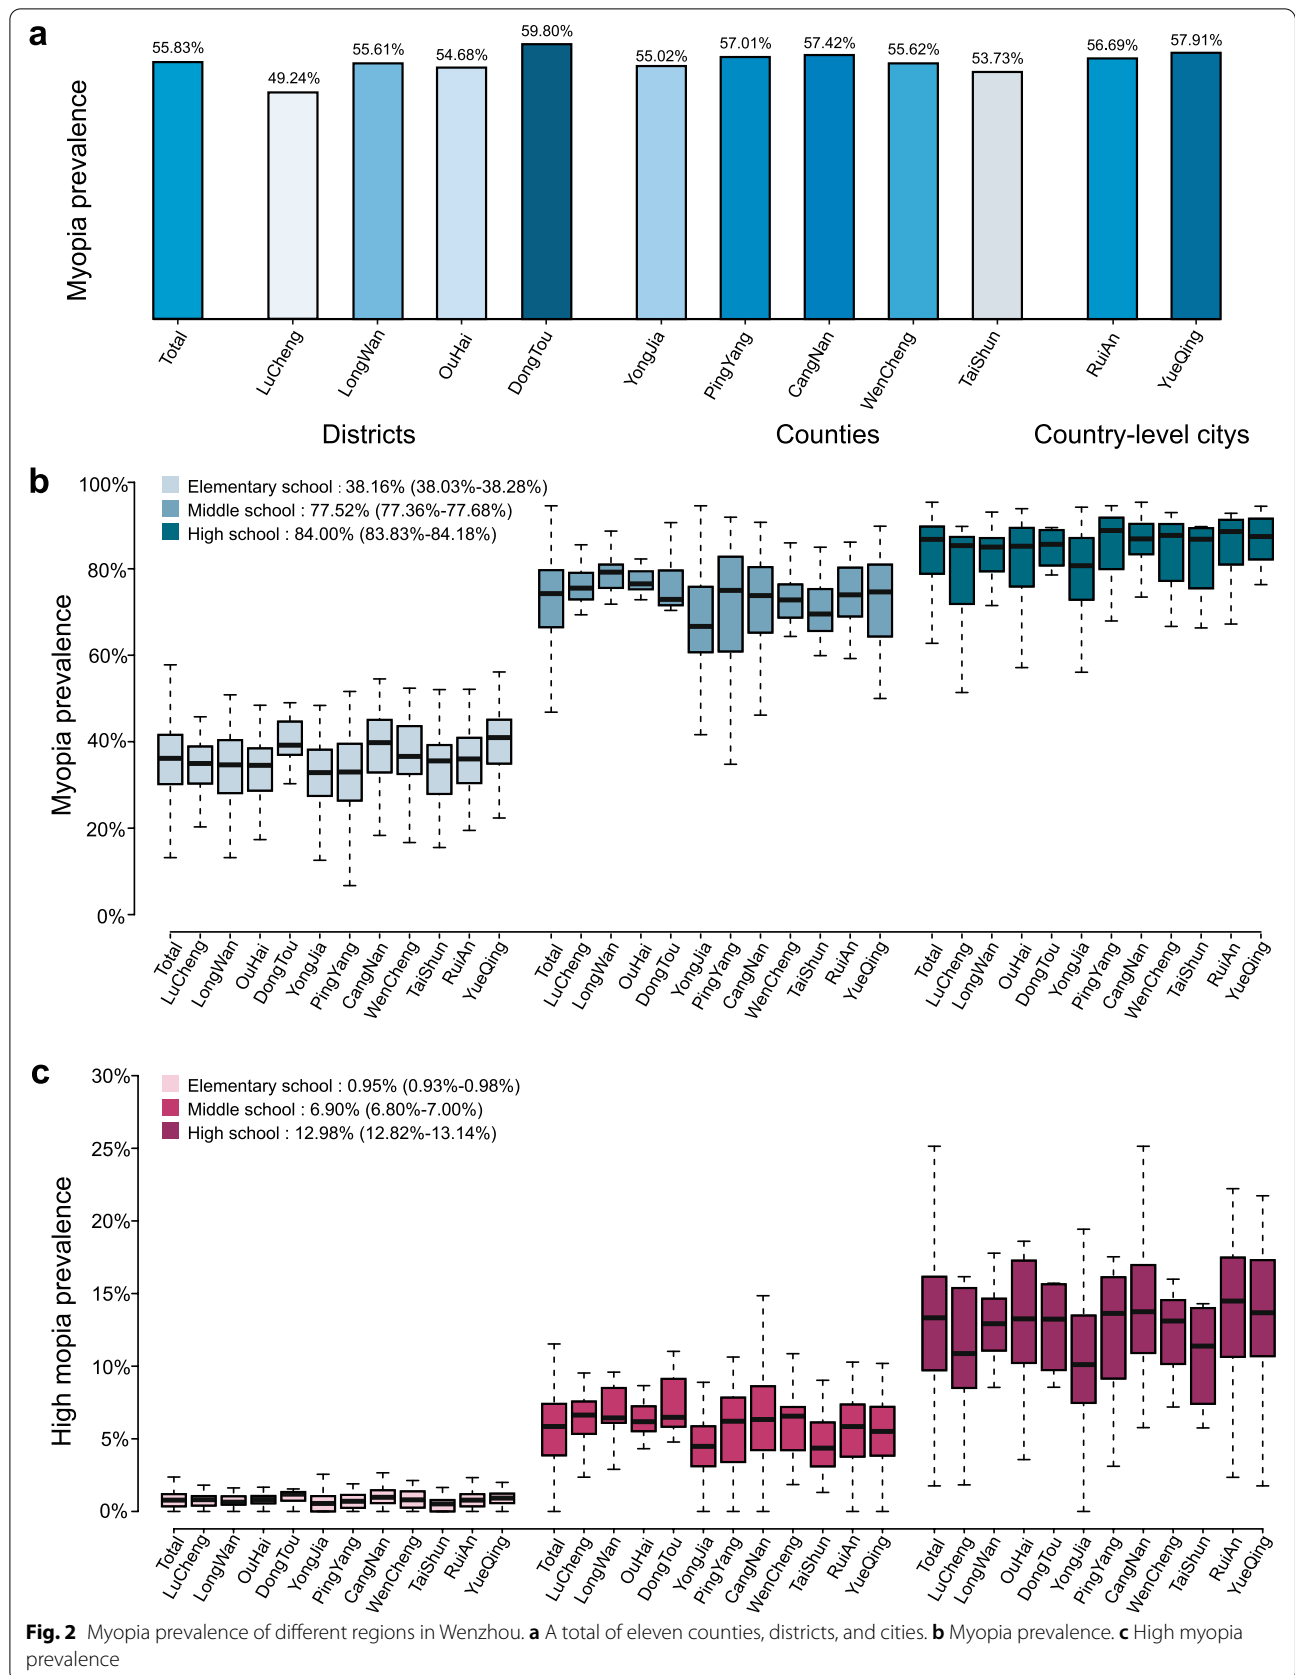 a
Myopia prevalence
55.83%
49.24%
55.61%
54.68%
59.80%
55.02%
57.01%
57.42%
55.62%
53.73%
56.69%
57.91%
Total
LuCheng
LongWan
OuHai
DongTou
YongJia
PingYang
CangNan
WenCheng
TaiShun
RuiAn
YueQing
Districts
Counties
Country-level citys
b
Myopia prevalence
100%
80%
60%
40%
20%
0%
Elementary school : 38.16% (38.03%-38.28%)
Middle school : 77.52% (77.36%-77.68%)
High school : 84.00% (83.83%-84.18%)
Total
LuCheng
LongWan
OuHai
DongTou
YongJia
PingYang
CangNan
WenCheng
TaiShun
RuiAn
YueQing
Total
LuCheng
LongWan
OuHai
DongTou
YongJia
PingYang
CangNan
WenCheng
TaiShun
RuiAn
YueQing
Total
LuCheng
LongWan
OuHai
DongTou
YongJia
PingYang
CangNan
WenCheng
TaiShun
RuiAn
YueQing
c
High mopia prevalence
30%
25%
20%
15%
10%
5%
0%
Elementary school : 0.95% (0.93%-0.98%)
Middle school : 6.90% (6.80%-7.00%)
High school : 12.98% (12.82%-13.14%)
Total
LuCheng
LongWan
OuHai
DongTou
YongJia
PingYang
CangNan
WenCheng
TaiShun
RuiAn
YueQing
Total
LuCheng
LongWan
OuHai
DongTou
YongJia
PingYang
CangNan
WenCheng
TaiShun
RuiAn
YueQing
Total
LuCheng
LongWan
OuHai
DongTou
YongJia
PingYang
CangNan
WenCheng
TaiShun
RuiAn
YueQing
Fig. 2 Myopia prevalence of different regions in Wenzhou. a A total of eleven counties, districts, and cities. b Myopia prevalence. c High myopia
prevalence